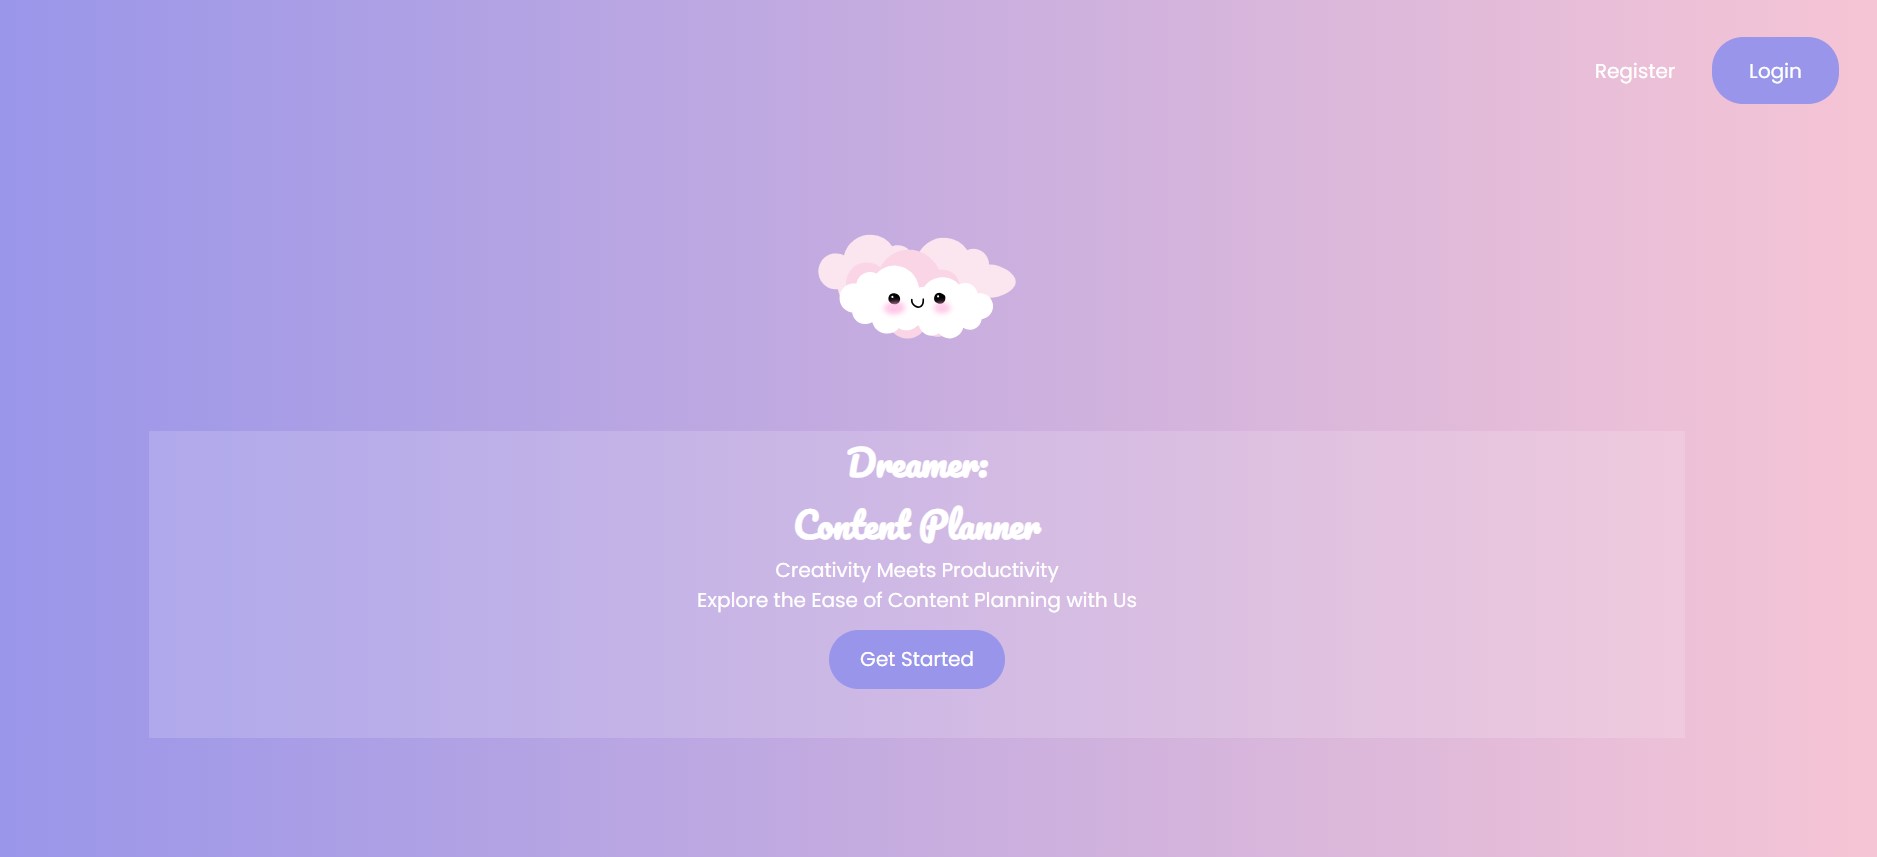 Register
Login
Dreamer:
Content Planner
Creativity Meets Productivity
Explore the Ease of Content Planning with Us
Get Started